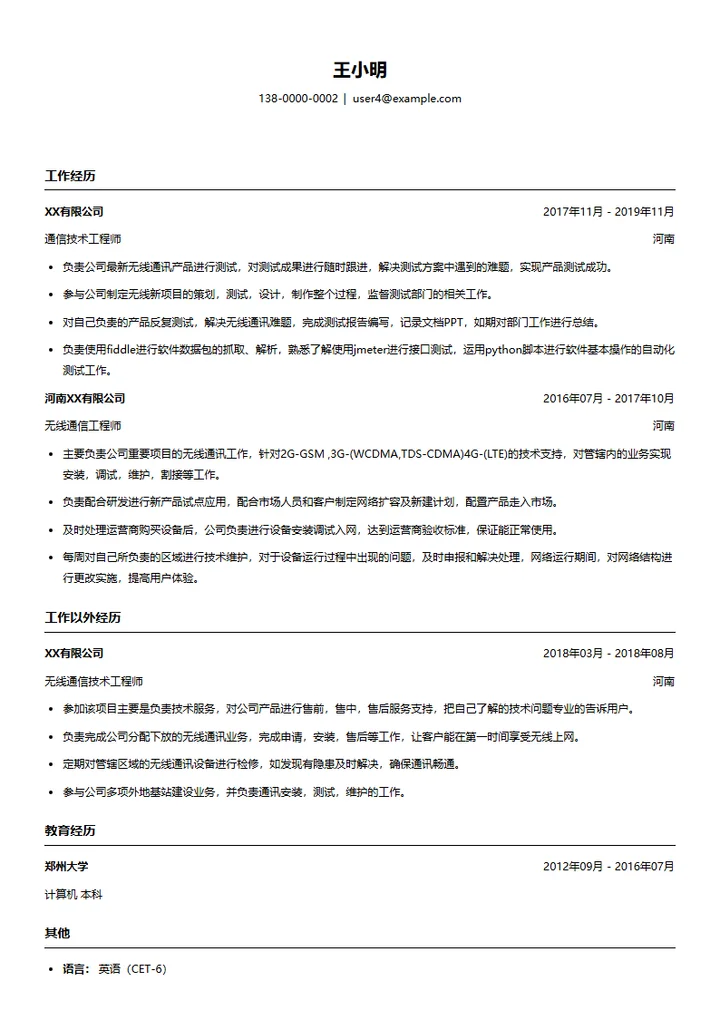 王小明
138-0000-0002 | user4@example.com
工作经历
XX有限公司 2017年11月 - 2019年11月
通信技术工程师 河南
• 负责公司最新无线通讯产品进行测试，对测试成果进行随时跟进，解决测试方案中遇到的难题，实现产品测试成功。
• 参与公司制定无线新项目的策划，测试，设计，制作整个过程，监督测试部门的相关工作。
• 对自己负责的产品反复测试，解决无线通讯难题，完成测试报告编写，记录文档PPT，如期对部门工作进行总结。
• 负责使用fiddle进行软件数据包的抓取、解析，熟悉了解使用jmeter进行接口测试，运用python脚本进行软件基本操作的自动化
测试工作。
河南XX有限公司 2016年07月 - 2017年10月
无线通信工程师 河南
• 主要负责公司重要项目的无线通讯工作，针对2G-GSM ,3G-(WCDMA,TDS-CDMA)4G-(LTE)的技术支持，对管辖内的业务实现
安装，调试，维护，割接等工作。
• 负责配合研发进行新产品试点应用，配合市场人员和客户制定网络扩容及新建计划，配置产品走入市场。
• 及时处理运营商购买设备后，公司负责进行设备安装调试入网，达到运营商验收标准，保证能正常使用。
• 每周对自己所负责的区域进行技术维护，对于设备运行过程中出现的问题，及时申报和解决处理，网络运行期间，对网络结构进
行更改实施，提高用户体验。
工作以外经历
XX有限公司 2018年03月 - 2018年08月
无线通信技术工程师 河南
• 参加该项目主要是负责技术服务，对公司产品进行售前，售中，售后服务支持，把自己了解的技术问题专业的告诉用户。
• 负责完成公司分配下放的无线通讯业务，完成申请，安装，售后等工作，让客户能在第一时间享受无线上网。
• 定期对管辖区域的无线通讯设备进行检修，如发现有隐患及时解决，确保通讯畅通。
• 参与公司多项外地基站建设业务，并负责通讯安装，测试，维护的工作。
教育经历
郑州大学 2012年09月 - 2016年07月
计算机 本科
其他
• 语言： 英语（CET-6）